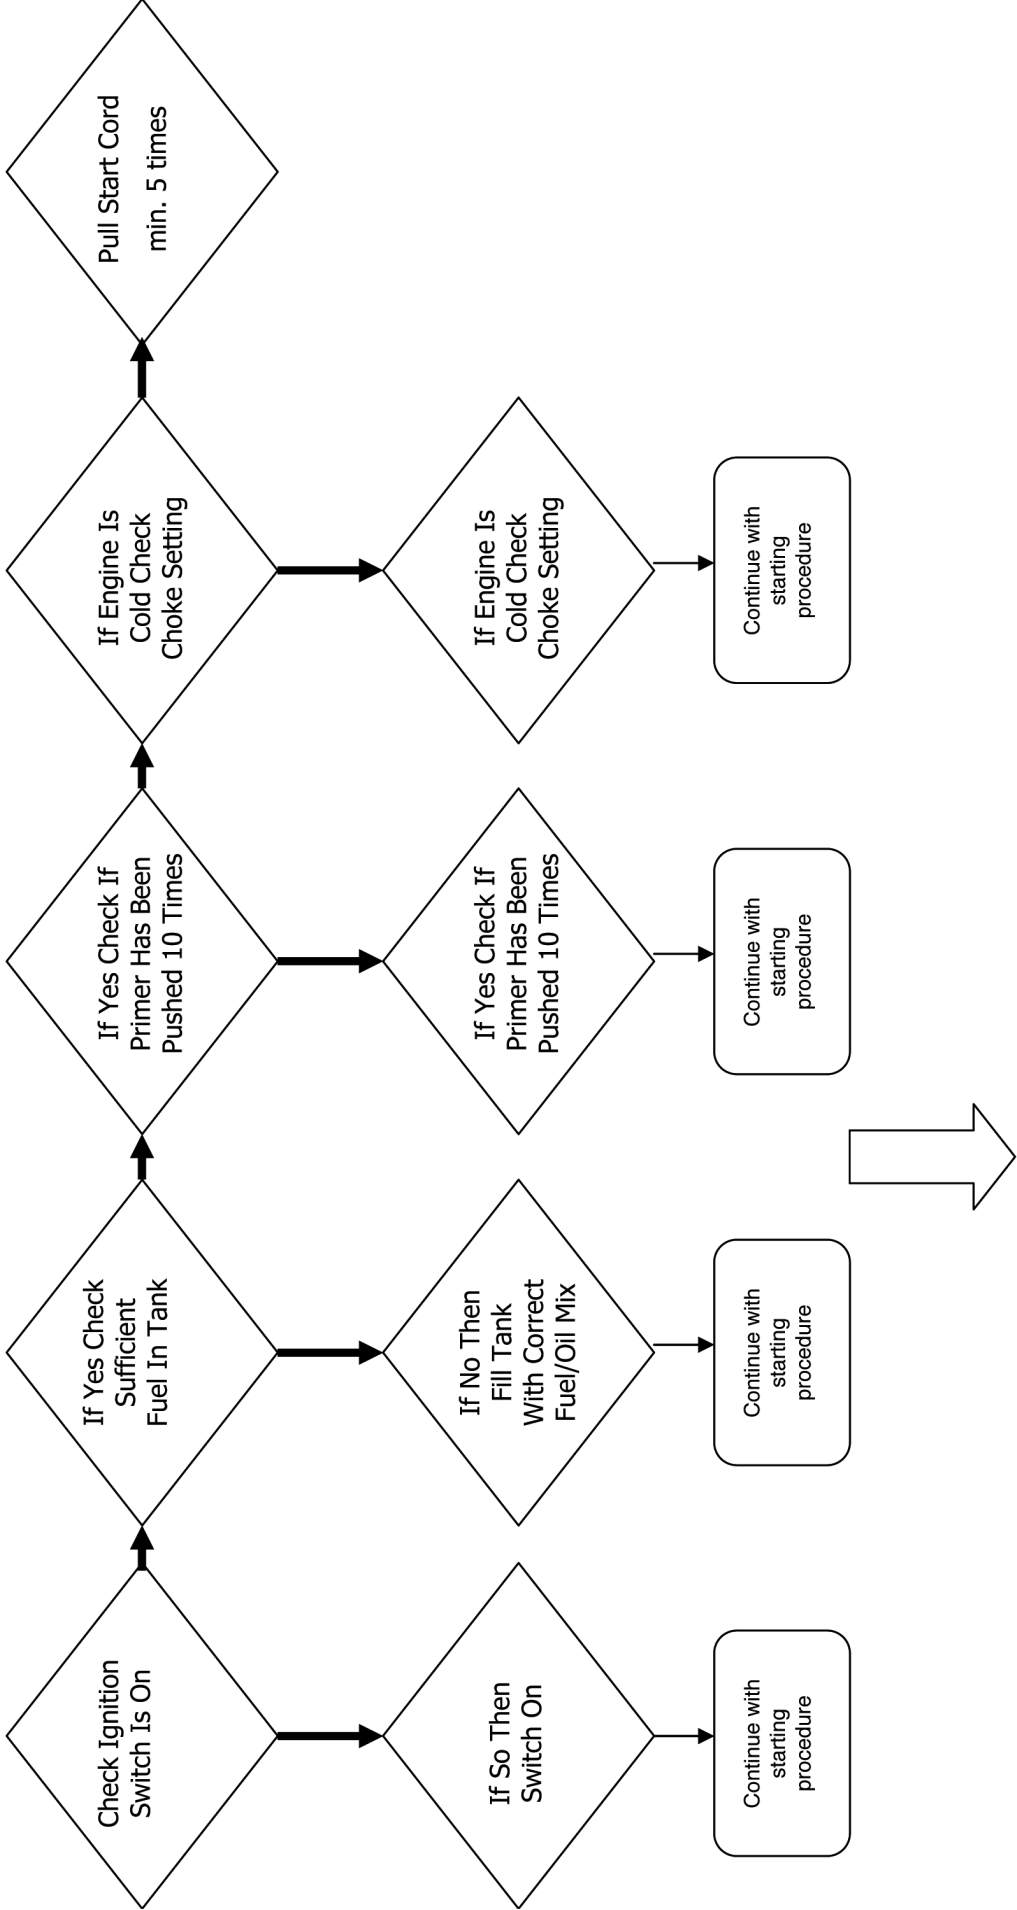 Check Ignition
Switch Is On
If Yes Check
Sufficient
Fuel In Tank
If Yes Check If
Primer Has Been
Pushed 10 Times
If Engine Is
Cold Check
Choke Setting
Pull Start Cord
min. 5 times
If So Then
Switch On
If No Then
Fill Tank
With Correct
Fuel/Oil Mix
If Yes Check If
Primer Has Been
Pushed 10 Times
If Engine Is
Cold Check
Choke Setting
Continue with
starting
procedure
Continue with
starting
procedure
Continue with
starting
procedure
Continue with
starting
procedure